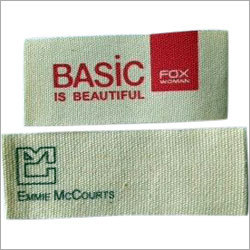 BASiC
IS BEAUTIFUL
FOX
WOMAN
EMMIE MCCOURTS